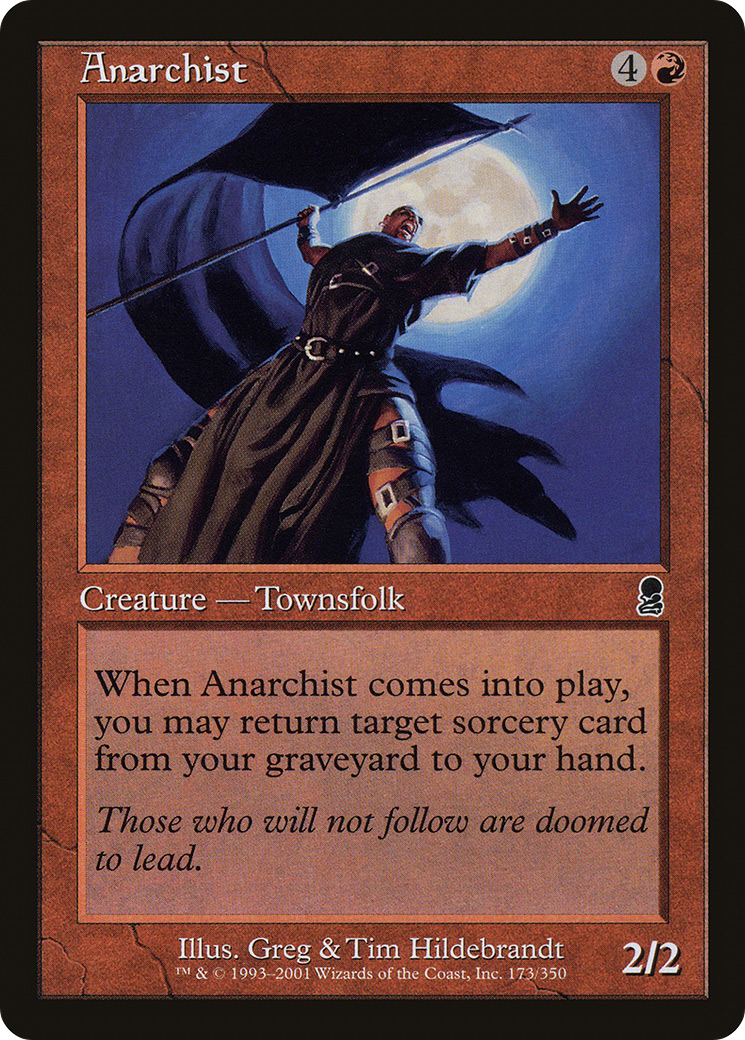 Anarchist 4
Creature — Townsfolk
When Anarchist comes into play,
you may return target sorcery card
from your graveyard to your hand.
Those who will not follow are doomed
to lead.
Illus. Greg & Tim Hildebrandt
™ & © 1993–2001 Wizards of the Coast, Inc. 173/350
2/2